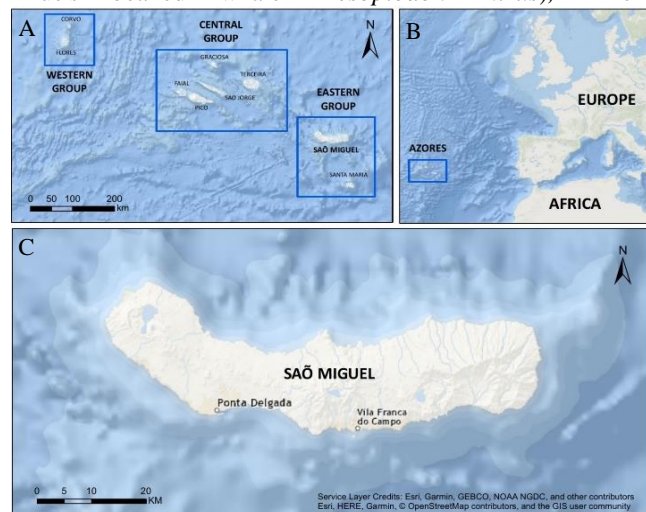 A
CORVO
FLORES
WESTERN
GROUP
CENTRAL
GROUP
GRACIOSA
TERCEIRA
FAIAL
SAO JORGE
PICO
EASTERN
GROUP
SAÕ MIGUEL
SANTA MARIA
N
0 50 100 200
km
B
N
EUROPE
AZORES
AFRICA
C
N
SAÕ MIGUEL
Ponta Delgada
Vila Franca
do Campo
0 5 10 20
KM
Service Layer Credits: Esri, Garmin, GEBCO, NOAA NGDC, and other contributors
Esri, HERE, Garmin, © OpenStreetMap contributors, and the GIS user community